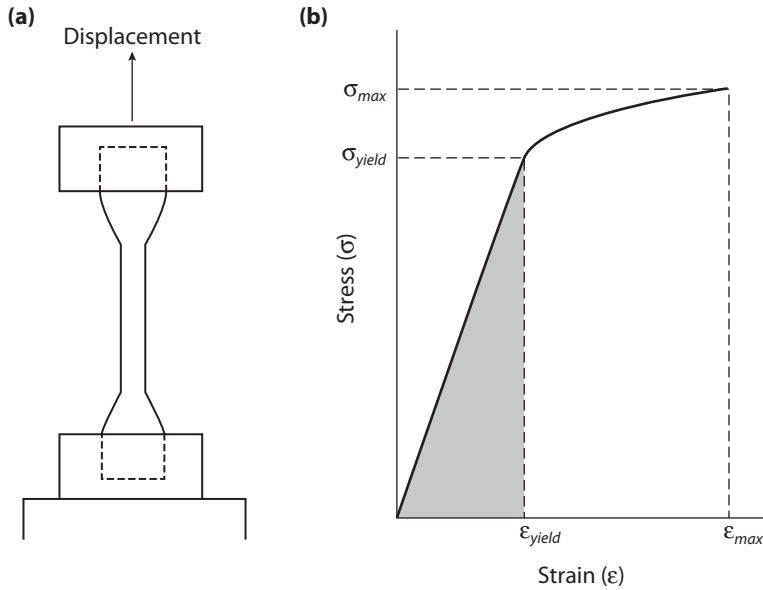 (a)
Displacement
(b)
σmax
σyield
Stress (σ)
εyield
εmax
Strain (ε)